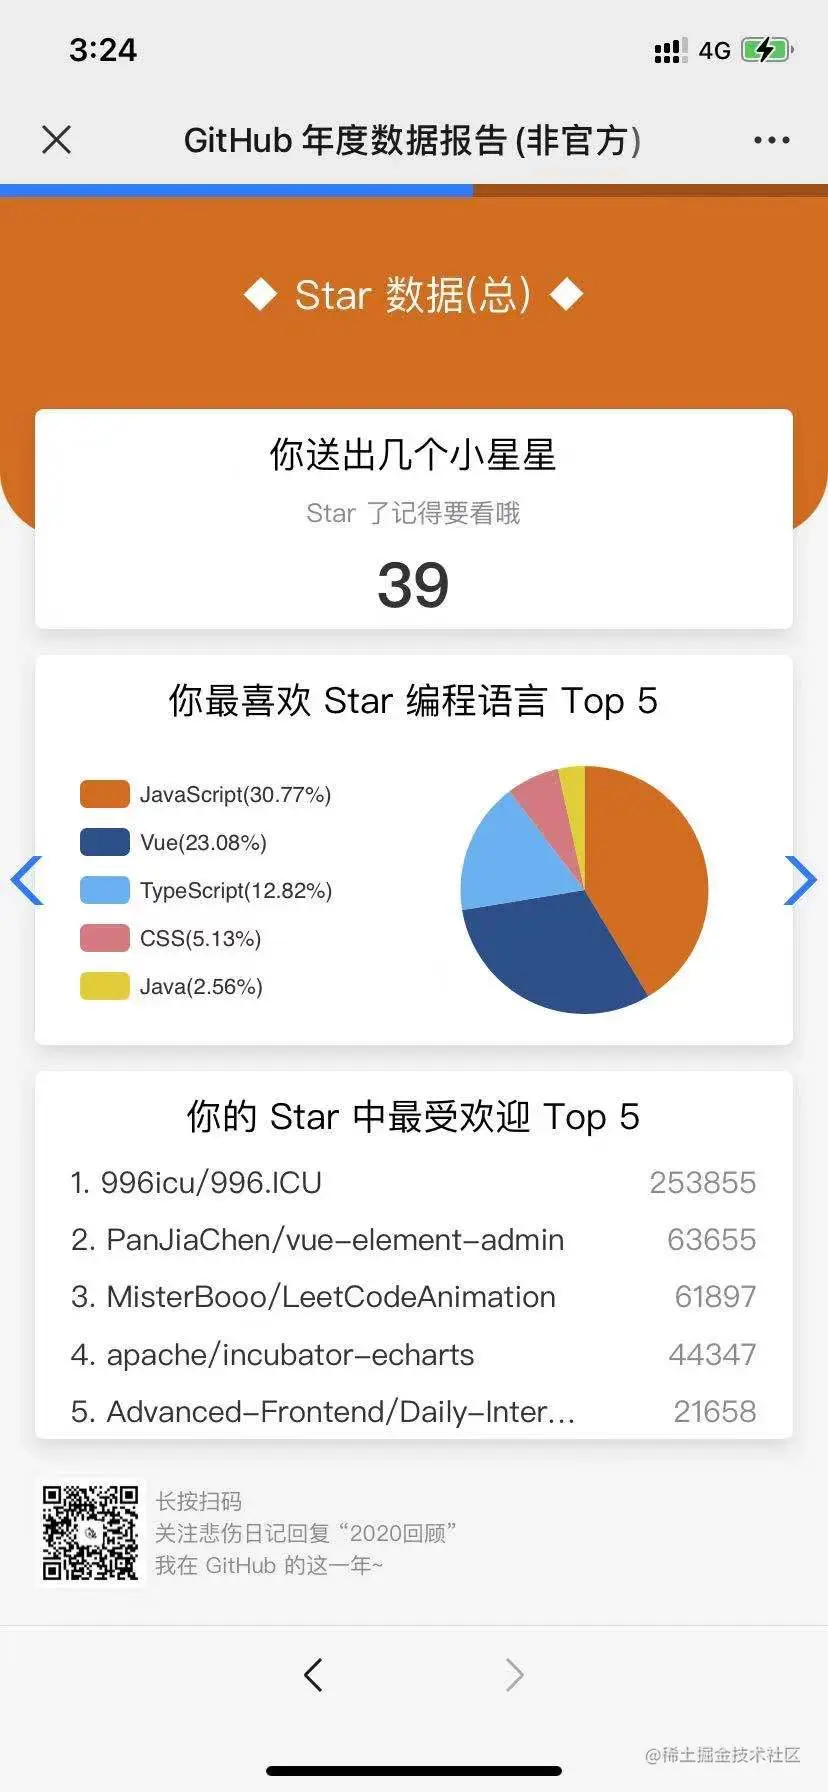 3:24
4G
GitHub 年度数据报告(非官方)
Star 数据(总)
你送出几个小星星
Star 了记得要看哦
39
你最喜欢 Star 编程语言 Top 5
JavaScript(30.77%)
Vue(23.08%)
TypeScript(12.82%)
CSS(5.13%)
Java(2.56%)
你的 Star 中最受欢迎 Top 5
1. 996icu/996.ICU 253855
2. PanJiaChen/vue-element-admin 63655
3. MisterBooo/LeetCodeAnimation 61897
4. apache/incubator-echarts 44347
5. Advanced-Frontend/Daily-Inter... 21658
长按扫码
关注悲伤日记回复 “2020回顾”
我在 GitHub 的这一年~
@稀土掘金技术社区